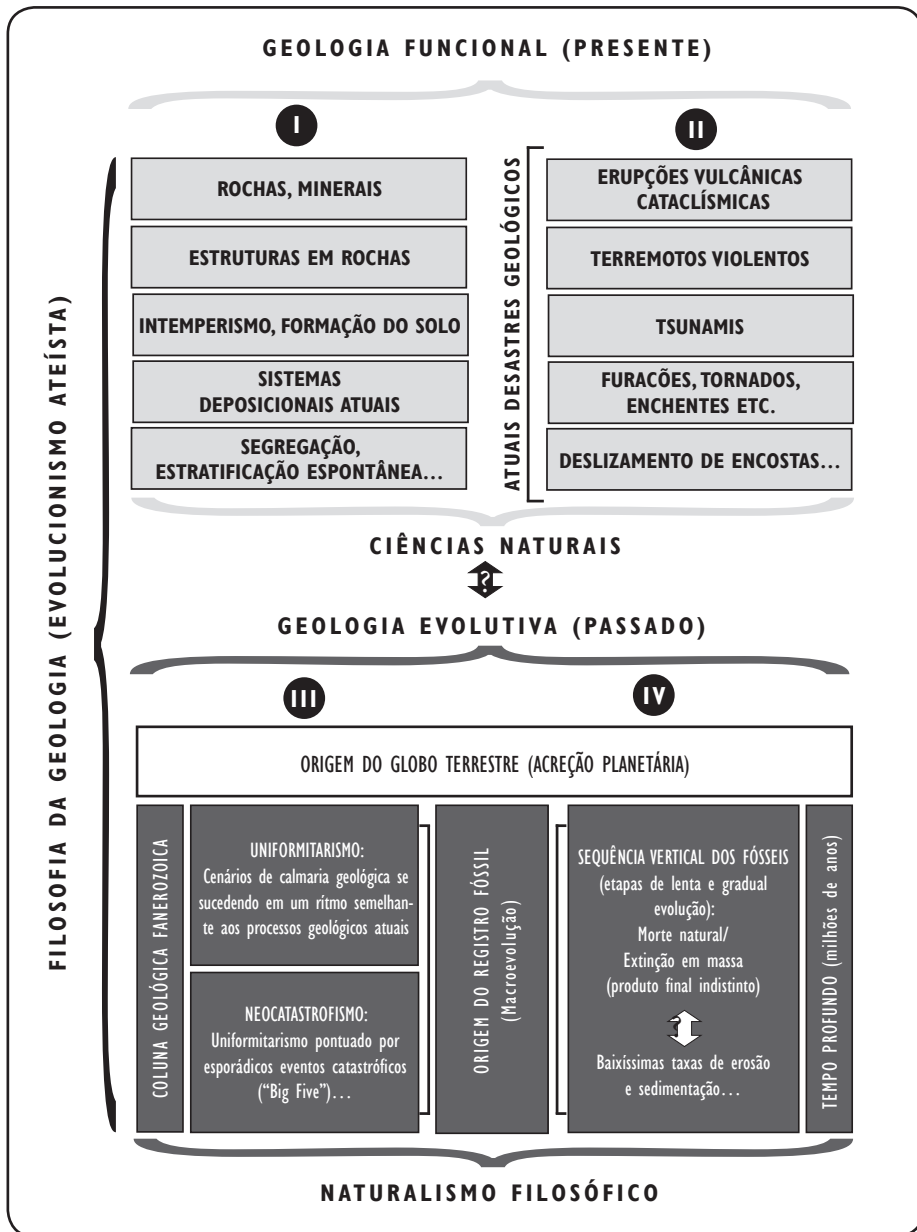 GEOLOGIA FUNCIONAL (PRESENTE)
FILOSOFIA DA GEOLOGIA (EVOLUCIONISMO ATEÍSTA)
I
ROCHAS, MINERAIS
ESTRUTURAS EM ROCHAS
INTEMPERISMO, FORMAÇÃO DO SOLO
SISTEMAS
DEPOSICIONAIS ATUAIS
SEGREGAÇÃO,
ESTRATIFICAÇÃO ESPONTÂNEA...
II
ATUAIS DESASTRES GEOLÓGICOS
ERUPÇÕES VULCÂNICAS
CATACLÍSMICAS
TERREMOTOS VIOLENTOS
TSUNAMIS
FURACÕES, TORNADOS,
ENCHENTES ETC.
DESLIZAMENTO DE ENCOSTAS...
CIÊNCIAS NATURAIS
?
GEOLOGIA EVOLUTIVA (PASSADO)
III
IV
ORIGEM DO GLOBO TERRESTRE (ACREÇÃO PLANETÁRIA)
COLUNA GEOLÓGICA FANEROZOICA
UNIFORMITARISMO:
Cenários de calmaria geológica se
sucedendo em um rítmo semelhan-
te aos processos geológicos atuais
NEOCATASTROFISMO:
Uniformitarismo pontuado por
esporádicos eventos catastróficos
("Big Five")...
ORIGEM DO REGISTRO FÓSSIL
(Macroevolução)
SEQUÊNCIA VERTICAL DOS FÓSSEIS
(etapas de lenta e gradual
evolução):
Morte natural/
Extinção em massa
(produto final indistinto)
?
Baixíssimas taxas de erosão
e sedimentação...
TEMPO PROFUNDO (milhões de anos)
NATURALISMO FILOSÓFICO